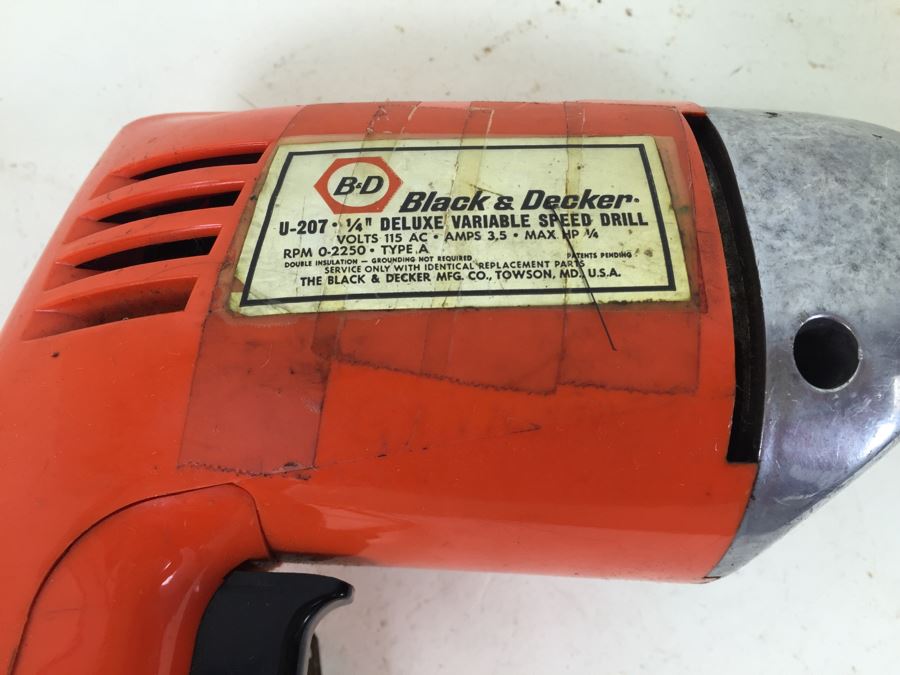 B&D Black & Decker®
U-207 • 1/4" DELUXE VARIABLE SPEED DRILL
VOLTS 115 AC • AMPS 3.5 • MAX HP 1/4
RPM 0-2250 • TYPE A
DOUBLE INSULATION — GROUNDING NOT REQUIRED PATENTS PENDING
SERVICE ONLY WITH IDENTICAL REPLACEMENT PARTS
THE BLACK & DECKER MFG. CO., TOWSON, MD. U.S.A.